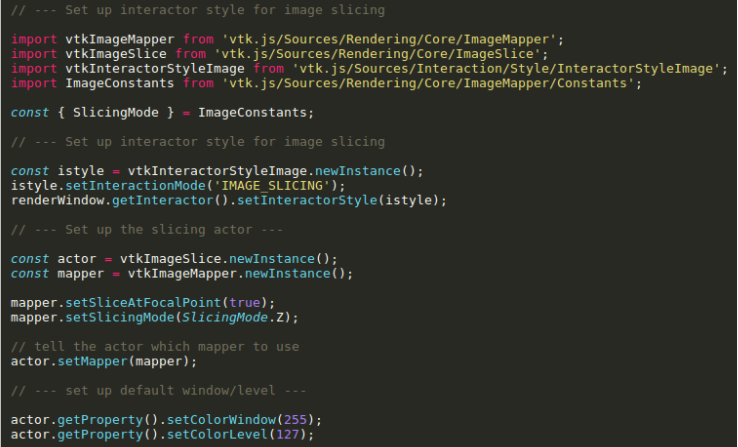 // --- Set up interactor style for image slicing
import vtkImageMapper from 'vtk.js/Sources/Rendering/Core/ImageMapper';
import vtkImageSlice from 'vtk.js/Sources/Rendering/Core/ImageSlice';
import vtkInteractorStyleImage from 'vtk.js/Sources/Interaction/Style/InteractorStyleImage';
import ImageConstants from 'vtk.js/Sources/Rendering/Core/ImageMapper/Constants';
const { SlicingMode } = ImageConstants;
// --- Set up interactor style for image slicing
const istyle = vtkInteractorStyleImage.newInstance();
istyle.setInteractionMode('IMAGE_SLICING');
renderWindow.getInteractor().setInteractorStyle(istyle);
// --- Set up the slicing actor ---
const actor = vtkImageSlice.newInstance();
const mapper = vtkImageMapper.newInstance();
mapper.setSliceAtFocalPoint(true);
mapper.setSlicingMode(SlicingMode.Z);
// tell the actor which mapper to use
actor.setMapper(mapper);
// --- set up default window/level ---
actor.getProperty().setColorWindow(255);
actor.getProperty().setColorLevel(127);